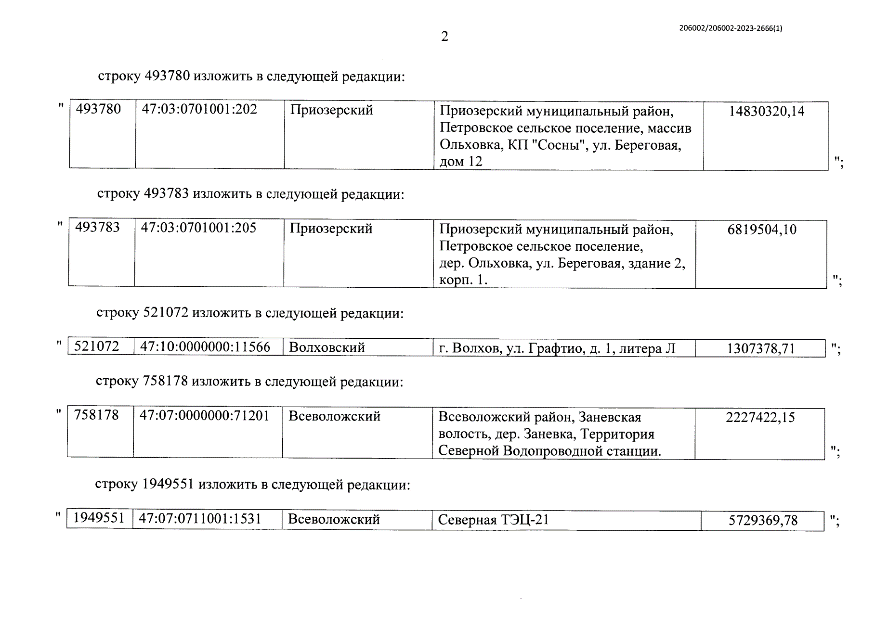 206002/206002-2023-2666(1)
2
строку 493780 изложить в следующей редакции:
" 493780 47:03:0701001:202 Приозерский Приозерский муниципальный район, 14830320,14
Петровское сельское поселение, массив
Ольховка, КП "Сосны", ул. Береговая,
дом 12 ";
строку 493783 изложить в следующей редакции:
" 493783 47:03:0701001:205 Приозерский Приозерский муниципальный район, 6819504,10
Петровское сельское поселение,
дер. Ольховка, ул. Береговая, здание 2,
корп. 1. ";
строку 521072 изложить в следующей редакции:
" 521072 47:10:0000000:11566 Волховский г. Волхов, ул. Графтио, д. 1, литера Л 1307378,71 ";
строку 758178 изложить в следующей редакции:
" 758178 47:07:0000000:71201 Всеволожский Всеволожский район, Заневская 2227422,15
волость, дер. Заневка, Территория
Северной Водопроводной станции. ";
строку 1949551 изложить в следующей редакции:
" 1949551 47:07:0711001:1531 Всеволожский Северная ТЭЦ-21 5729369,78 ";